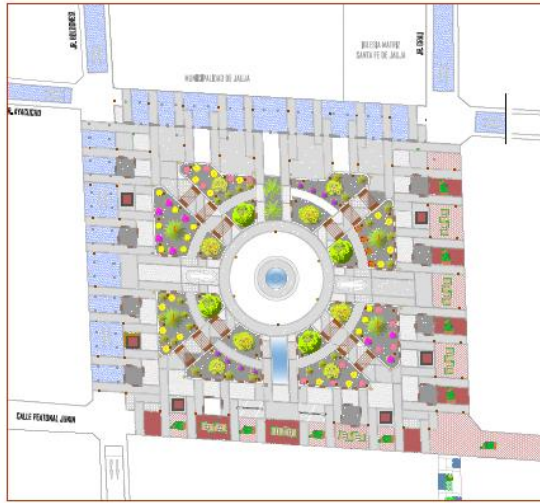 JR. BOLOGNESI
IGLESIA MATRIZ
SANTA FE DE JAUJA
JR. GRAU
MUNICIPALIDAD DE JAUJA
JR. AYACUCHO
CALLE PEATONAL JUNIN